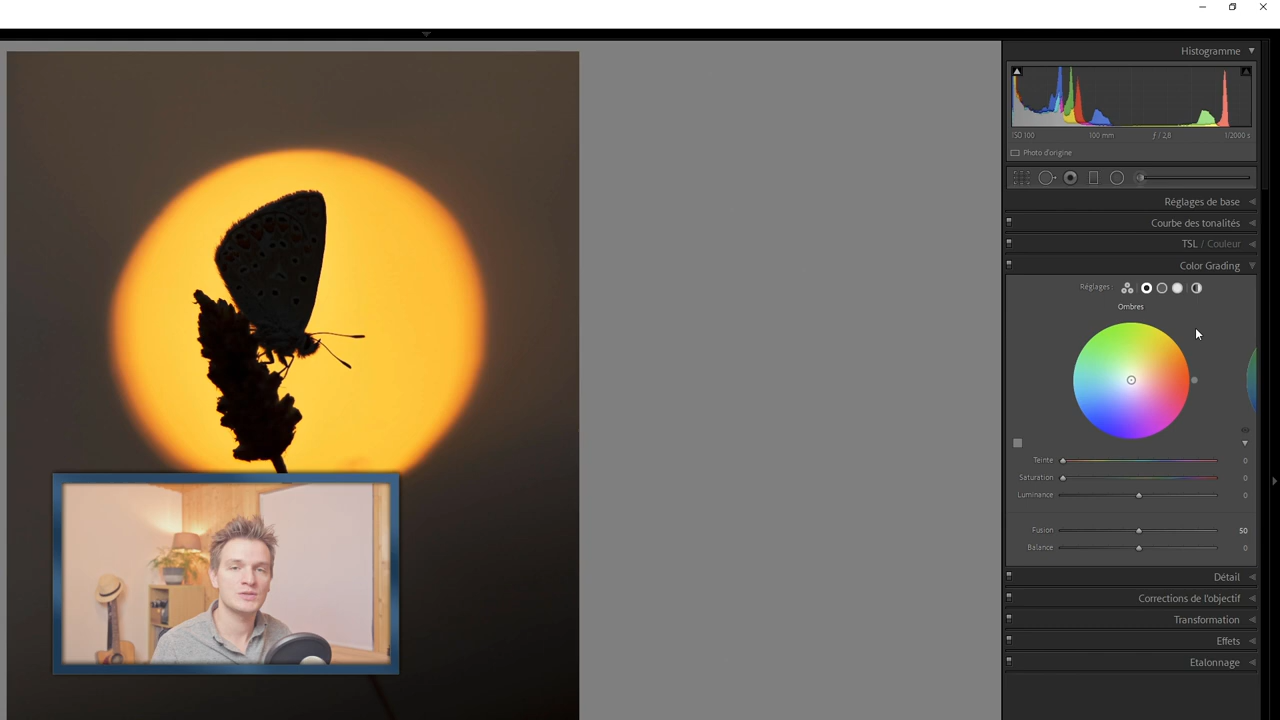 Histogramme
ISO 100 100 mm ƒ / 2,8 1/2000 s
Photo d'origine
Réglages de base
Courbe des tonalités
TSL / Couleur
Color Grading
Réglages :
Ombres
Teinte 0
Saturation 0
Luminance 0
Fusion 50
Balance 0
Détail
Corrections de l'objectif
Transformation
Effets
Etalonnage